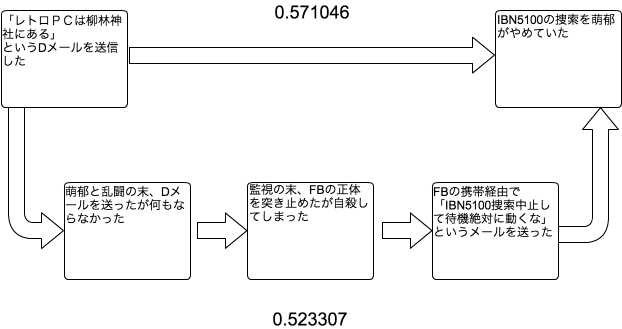 0.571046
「レトロＰＣは柳林神
社にある」
というDメールを送信
した
IBN5100の捜索を萌郁
がやめていた
萌郁と乱闘の末、Dメ
ールを送ったが何もな
らなかった
監視の末、FBの正体
を突き止めたが自殺し
てしまった
FBの携帯経由で
「IBN5100捜索中止し
て待機絶対に動くな」
というメールを送った
0.523307